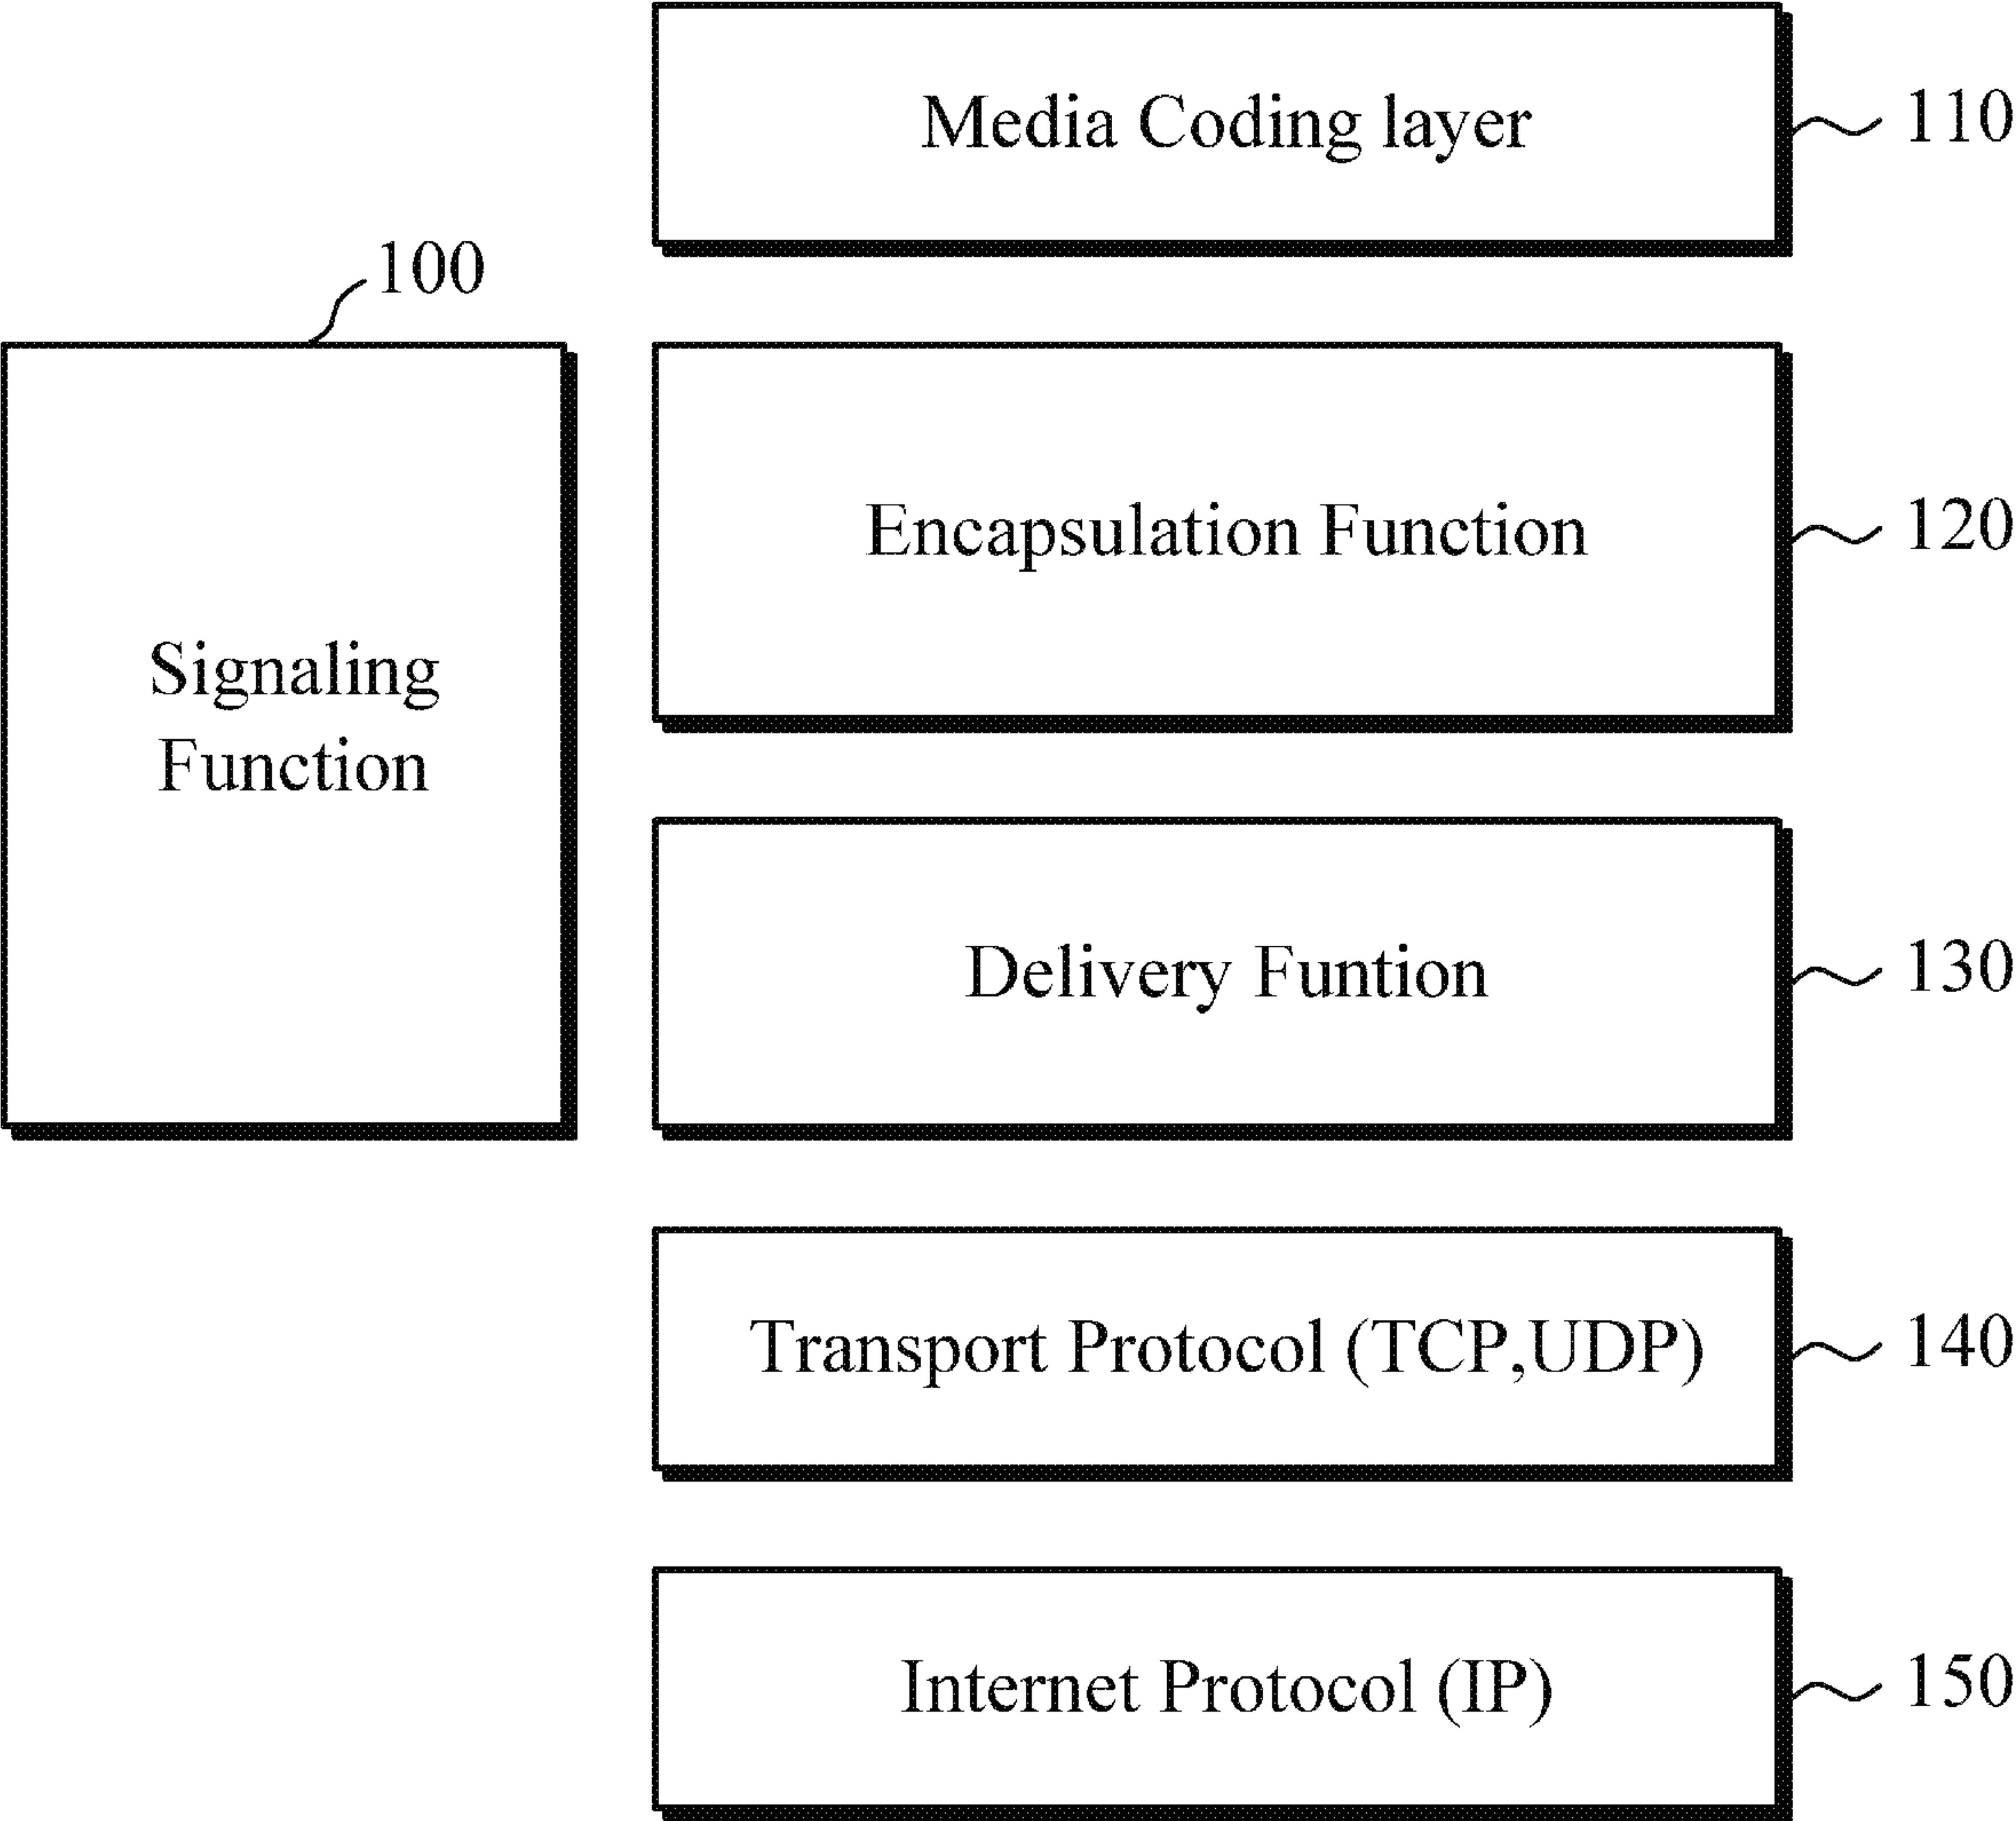 Media Coding layer
110
100
Signaling
Function
Encapsulation Function
120
Delivery Funtion
130
Transport Protocol (TCP,UDP)
140
Internet Protocol (IP)
150